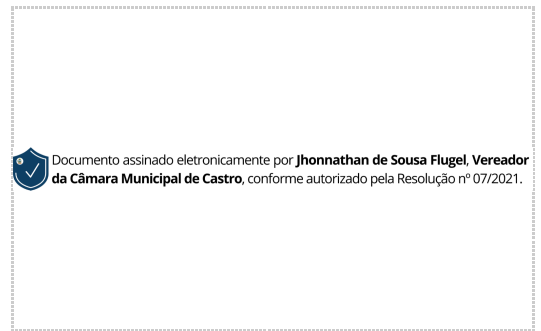 Documento assinado eletronicamente por Jhonnathan de Sousa Flugel, Vereador
da Câmara Municipal de Castro, conforme autorizado pela Resolução nº 07/2021.